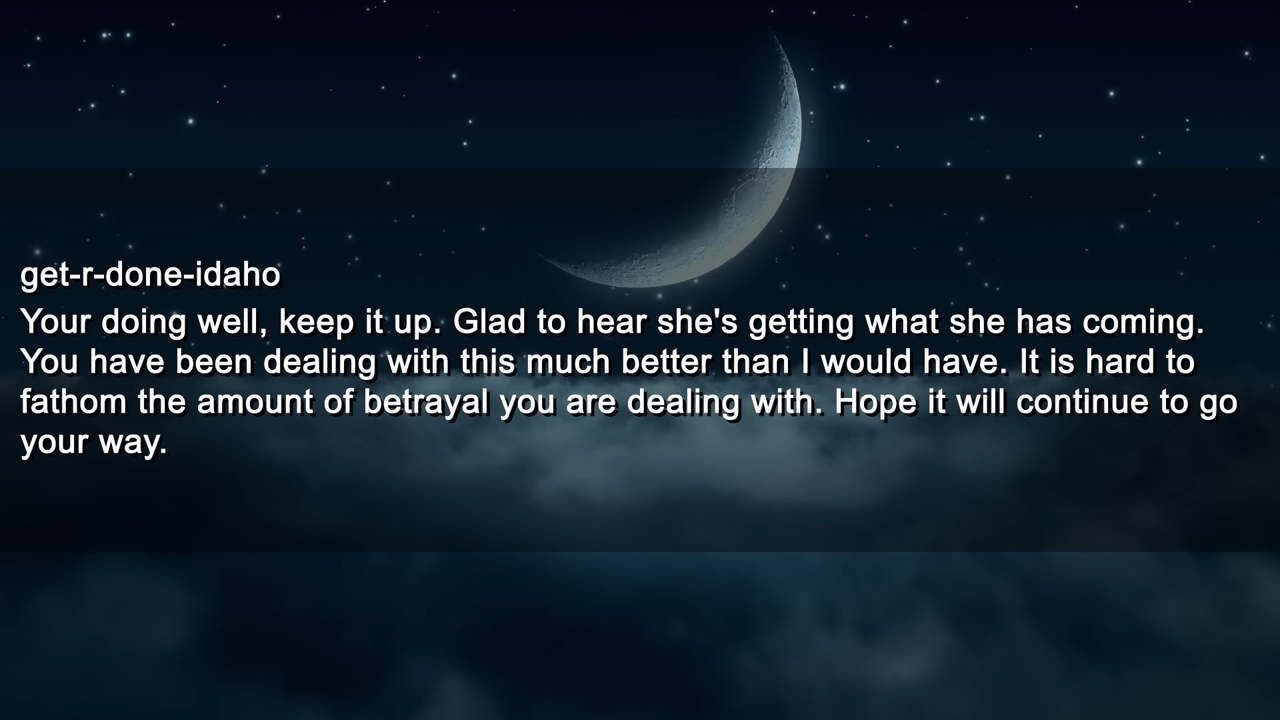 get-r-done-idaho
Your doing well, keep it up. Glad to hear she's getting what she has coming.
You have been dealing with this much better than I would have. It is hard to
fathom the amount of betrayal you are dealing with. Hope it will continue to go
your way.